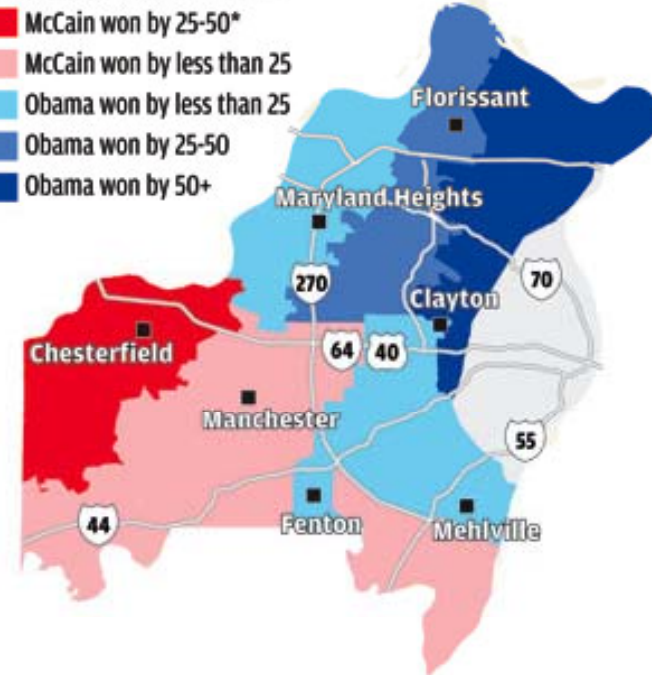 McCain won by 25-50*
McCain won by less than 25
Obama won by less than 25
Obama won by 25-50
Obama won by 50+
Florissant
Maryland Heights
270
70
Clayton
Chesterfield
64
40
Manchester
55
44
Fenton
Mehlville